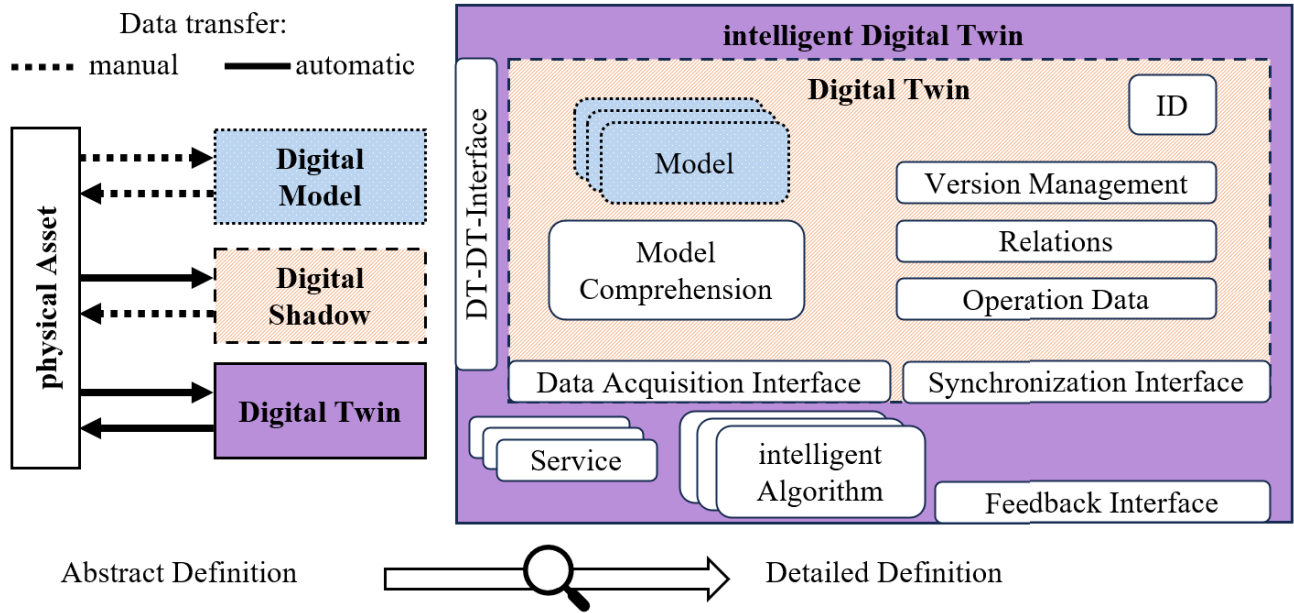 Data transfer:
manual
automatic
physical Asset
Digital
Model
Digital
Shadow
Digital Twin
intelligent Digital Twin
DT-DT-Interface
Digital Twin
ID
Model
Version Management
Model
Comprehension
Relations
Operation Data
Data Acquisition Interface
Synchronization Interface
Service
intelligent
Algorithm
Feedback Interface
Abstract Definition
Detailed Definition